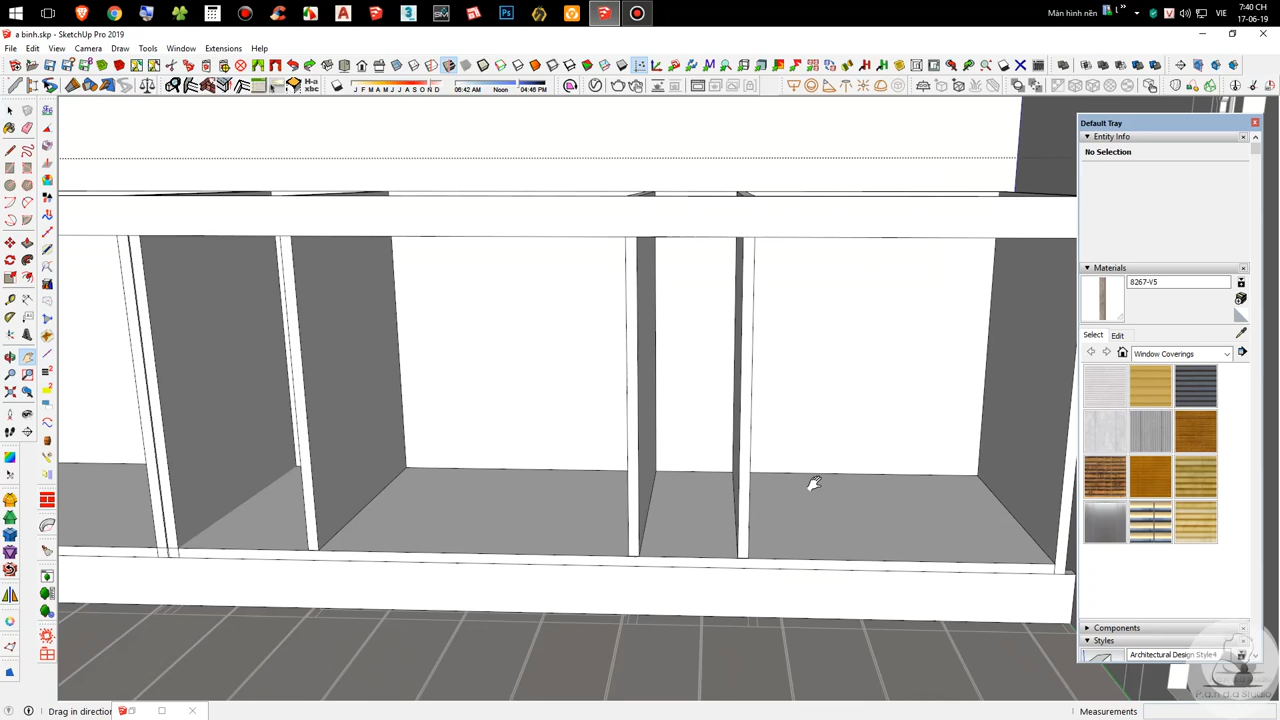 Màn hình nền
VIE
7:40 CH
17-06-19
a binh.skp - SketchUp Pro 2019
File Edit View Camera Draw Tools Window Extensions Help
J F M A M J J A S O N D
06:42 AM Noon 04:46 PM
Default Tray
Entity Info
No Selection
Materials
8267-V5
Select Edit
Window Coverings
Components
Styles
Architectural Design Style4
P.a.n.d.a Studio
Drag in direction
Measurements